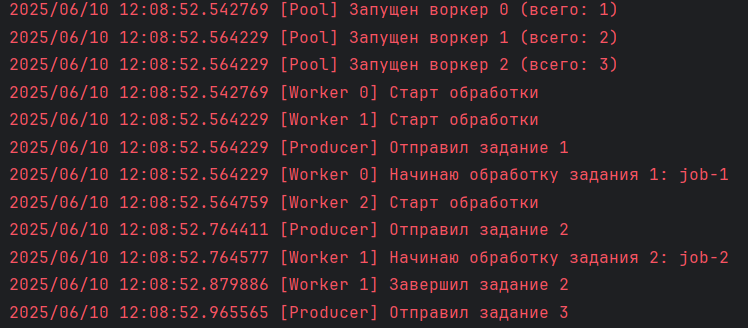 2025/06/10 12:08:52.542769 [Pool] Запущен воркер 0 (всего: 1)
2025/06/10 12:08:52.564229 [Pool] Запущен воркер 1 (всего: 2)
2025/06/10 12:08:52.564229 [Pool] Запущен воркер 2 (всего: 3)
2025/06/10 12:08:52.542769 [Worker 0] Старт обработки
2025/06/10 12:08:52.564229 [Worker 1] Старт обработки
2025/06/10 12:08:52.564229 [Producer] Отправил задание 1
2025/06/10 12:08:52.564229 [Worker 0] Начинаю обработку задания 1: job-1
2025/06/10 12:08:52.564759 [Worker 2] Старт обработки
2025/06/10 12:08:52.764411 [Producer] Отправил задание 2
2025/06/10 12:08:52.764577 [Worker 1] Начинаю обработку задания 2: job-2
2025/06/10 12:08:52.879886 [Worker 1] Завершил задание 2
2025/06/10 12:08:52.965565 [Producer] Отправил задание 3